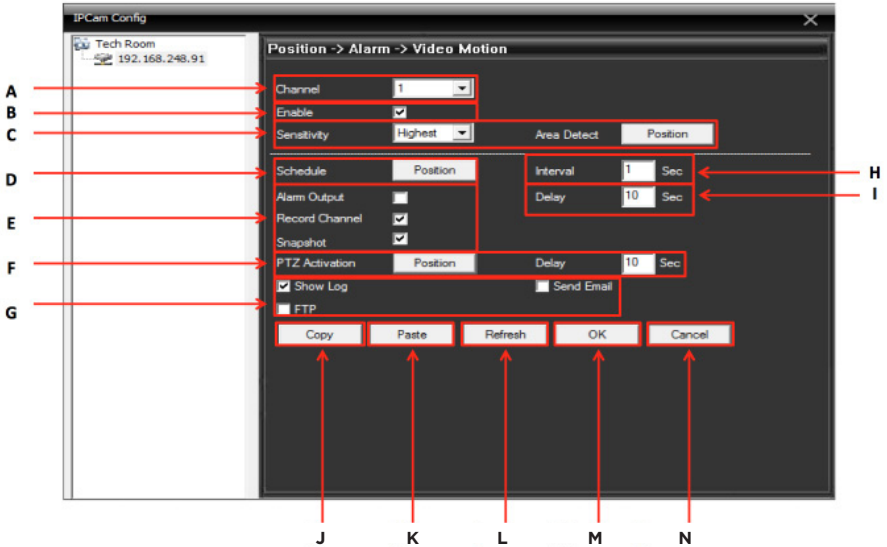 IPCam Config
Tech Room
192.168.248.91
Position -> Alarm -> Video Motion
A
Channel 1
B
Enable
C
Sensitivity Highest Area Detect Position
D
Schedule Position Interval 1 Sec
H
Alarm Output Delay 10 Sec
I
E
Record Channel
Snapshot
F
PTZ Activation Position Delay 10 Sec
Show Log Send Email
G
FTP
Copy Paste Refresh OK Cancel
J K L M N